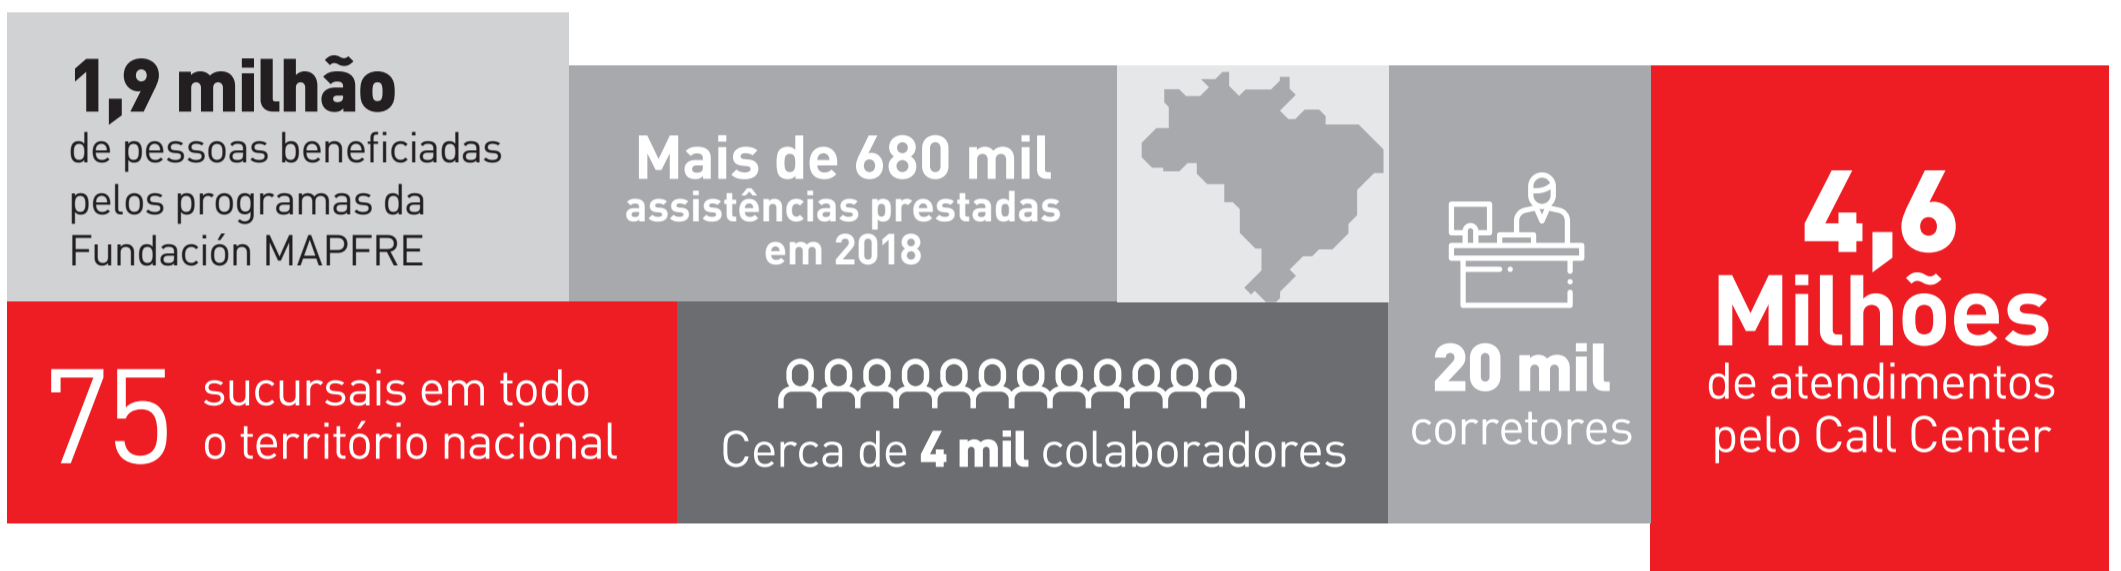 1,9 milhão
de pessoas beneficiadas
pelos programas da
Fundación MAPFRE
Mais de 680 mil
assistências prestadas
em 2018
75
sucursais em todo
o território nacional
Cerca de 4 mil colaboradores
20 mil
corretores
4,6
Milhões
de atendimentos
pelo Call Center